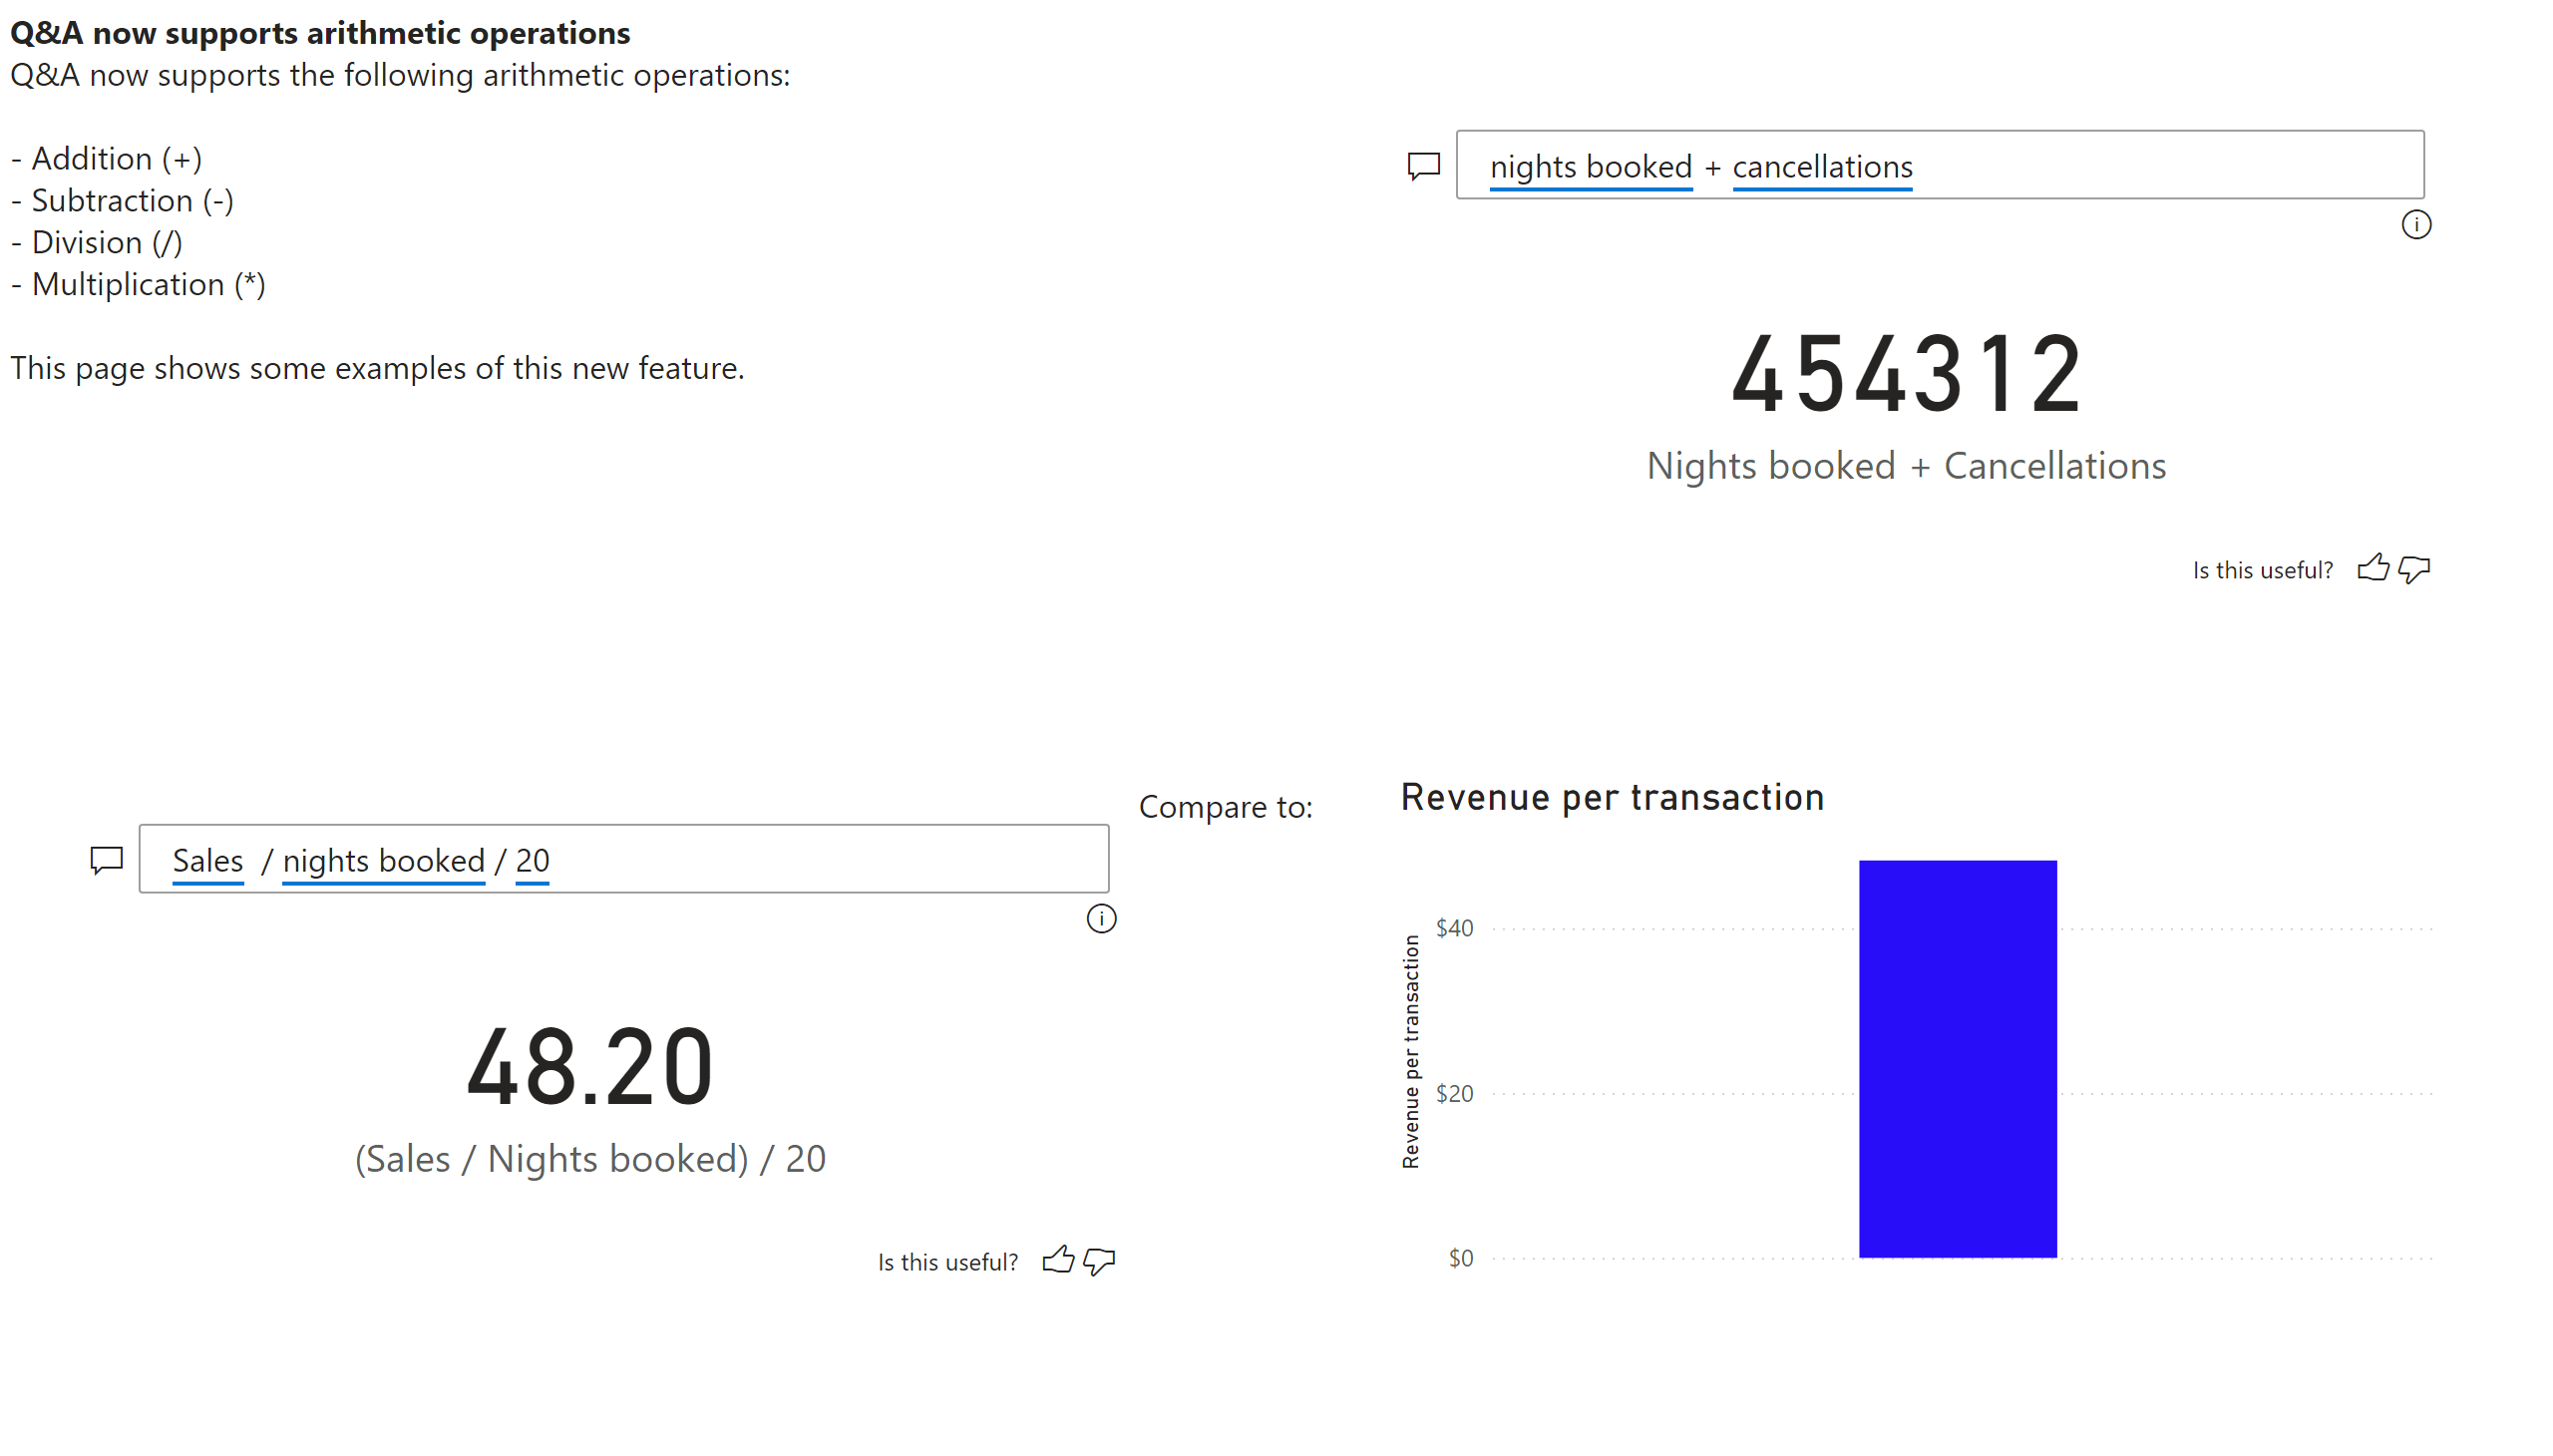 Q&A now supports arithmetic operations
Q&A now supports the following arithmetic operations:
- Addition (+)
- Subtraction (-)
- Division (/)
- Multiplication (*)
This page shows some examples of this new feature.
nights booked + cancellations
454312
Nights booked + Cancellations
Is this useful?
Sales / nights booked / 20
48.20
(Sales / Nights booked) / 20
Is this useful?
Compare to:
Revenue per transaction
Revenue per transaction
$40
$20
$0